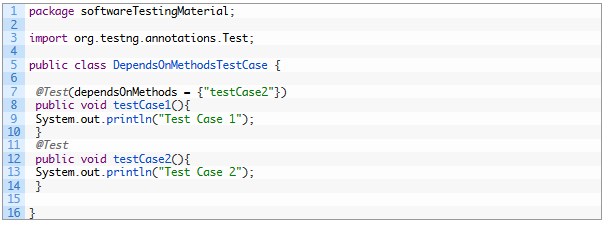 1 package softwareTestingMaterial;
2
3 import org.testng.annotations.Test;
4
5 public class DependsOnMethodsTestCase {
6
7 @Test(dependsOnMethods = {"testCase2"})
8 public void testCase1(){
9 System.out.println("Test Case 1");
10 }
11 @Test
12 public void testCase2(){
13 System.out.println("Test Case 2");
14 }
15
16 }